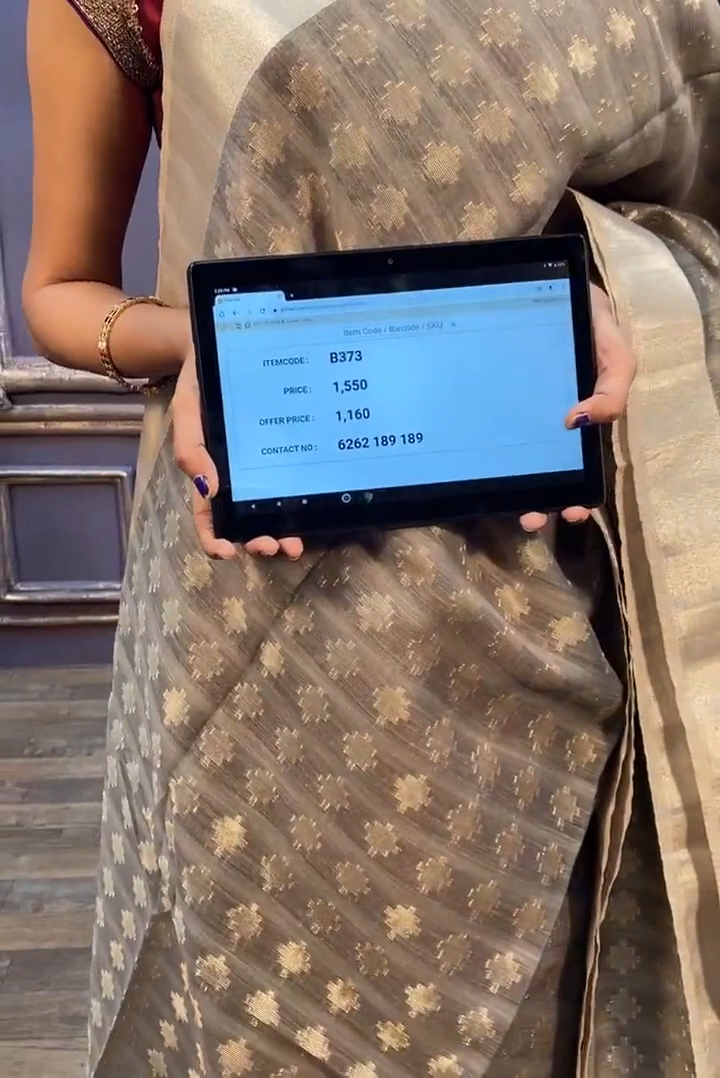 Item Code / Barcode / SKU
ITEMCODE : B373
PRICE : 1,550
OFFER PRICE : 1,160
CONTACT NO : 6262 189 189